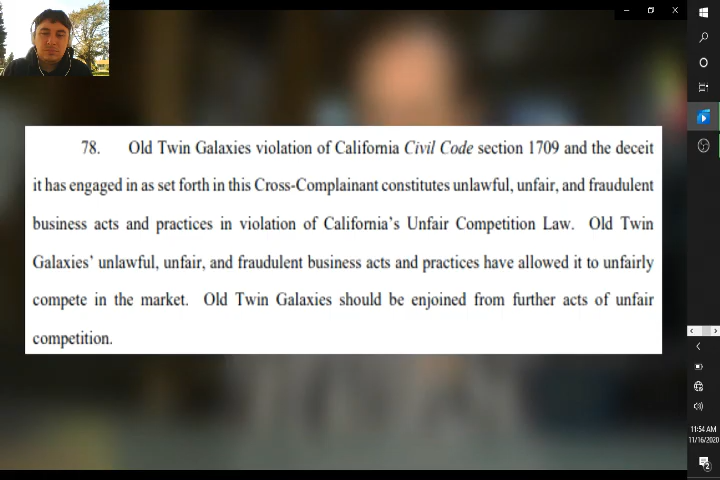 78. Old Twin Galaxies violation of California Civil Code section 1709 and the deceit
it has engaged in as set forth in this Cross-Complainant constitutes unlawful, unfair, and fraudulent
business acts and practices in violation of California's Unfair Competition Law. Old Twin
Galaxies' unlawful, unfair, and fraudulent business acts and practices have allowed it to unfairly
compete in the market. Old Twin Galaxies should be enjoined from further acts of unfair
competition.
11:54 AM
11/16/2020
2